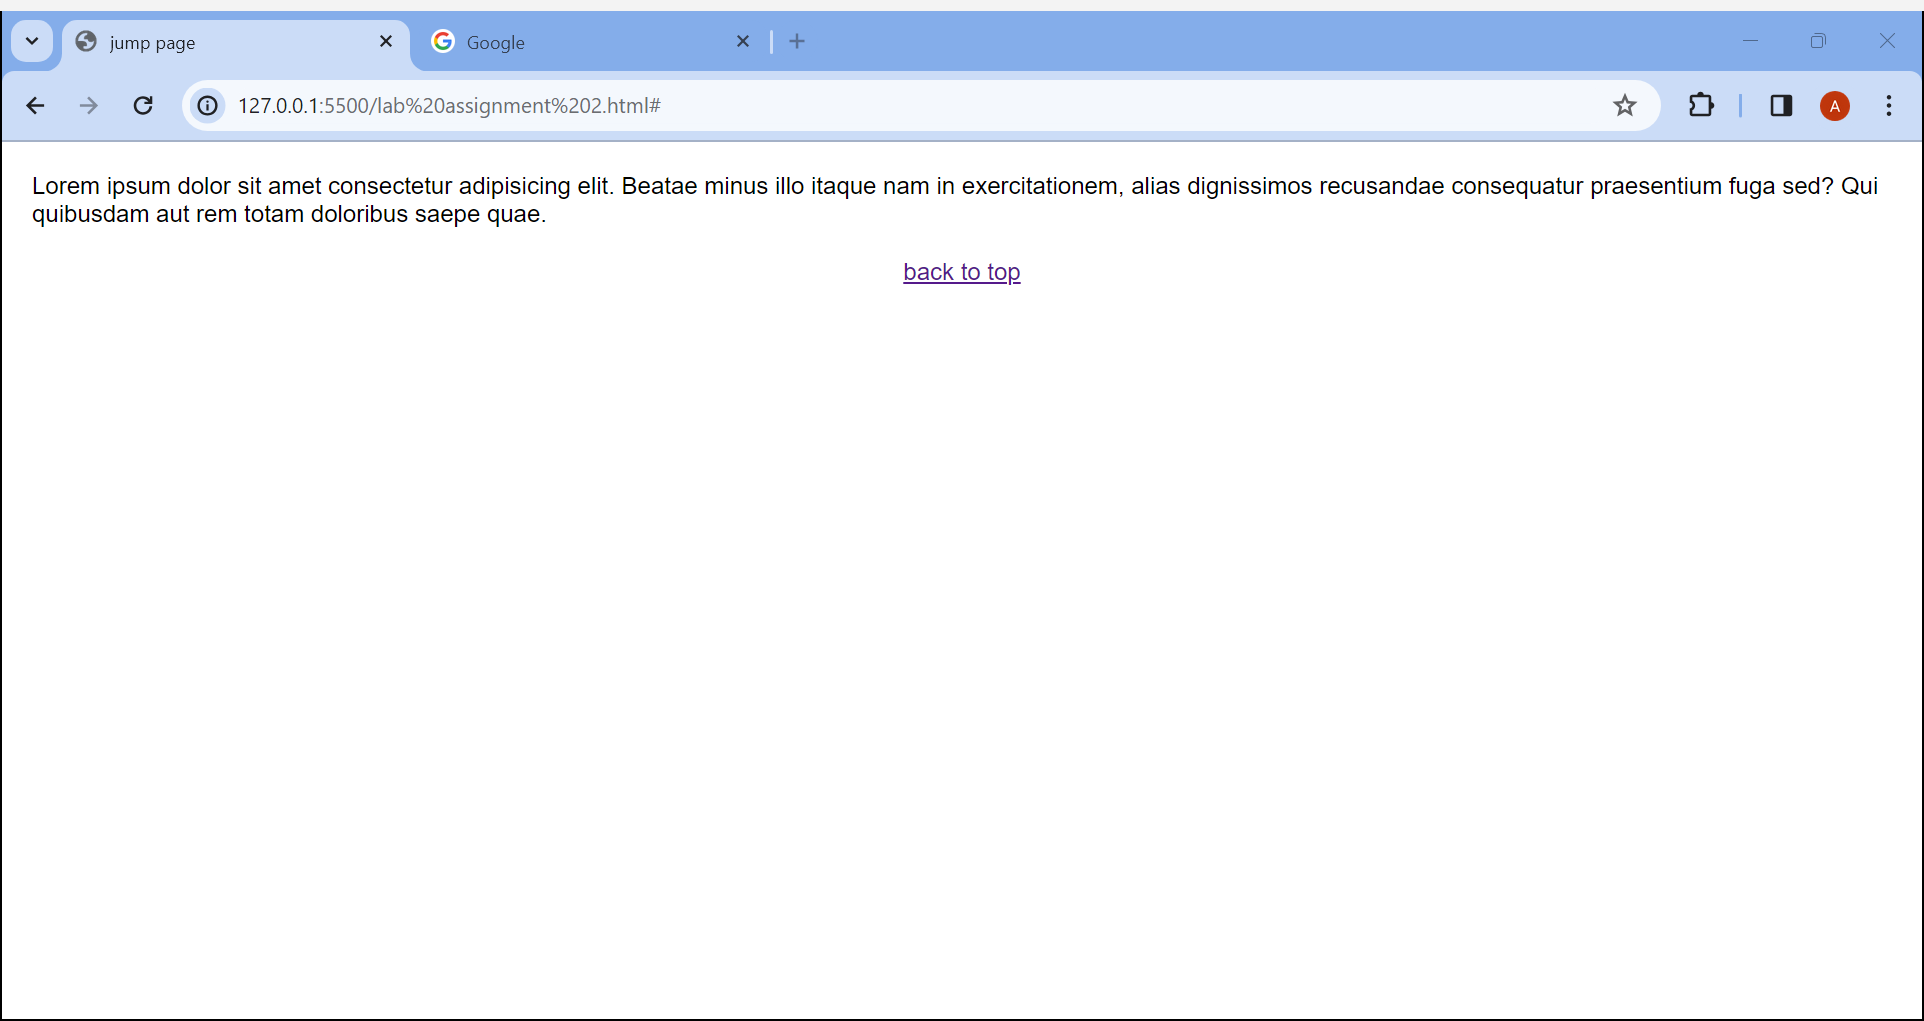 jump page
Google
127.0.0.1:5500/lab%20assignment%202.html#
A
Lorem ipsum dolor sit amet consectetur adipisicing elit. Beatae minus illo itaque nam in exercitationem, alias dignissimos recusandae consequatur praesentium fuga sed? Qui
quibusdam aut rem totam doloribus saepe quae.
back to top